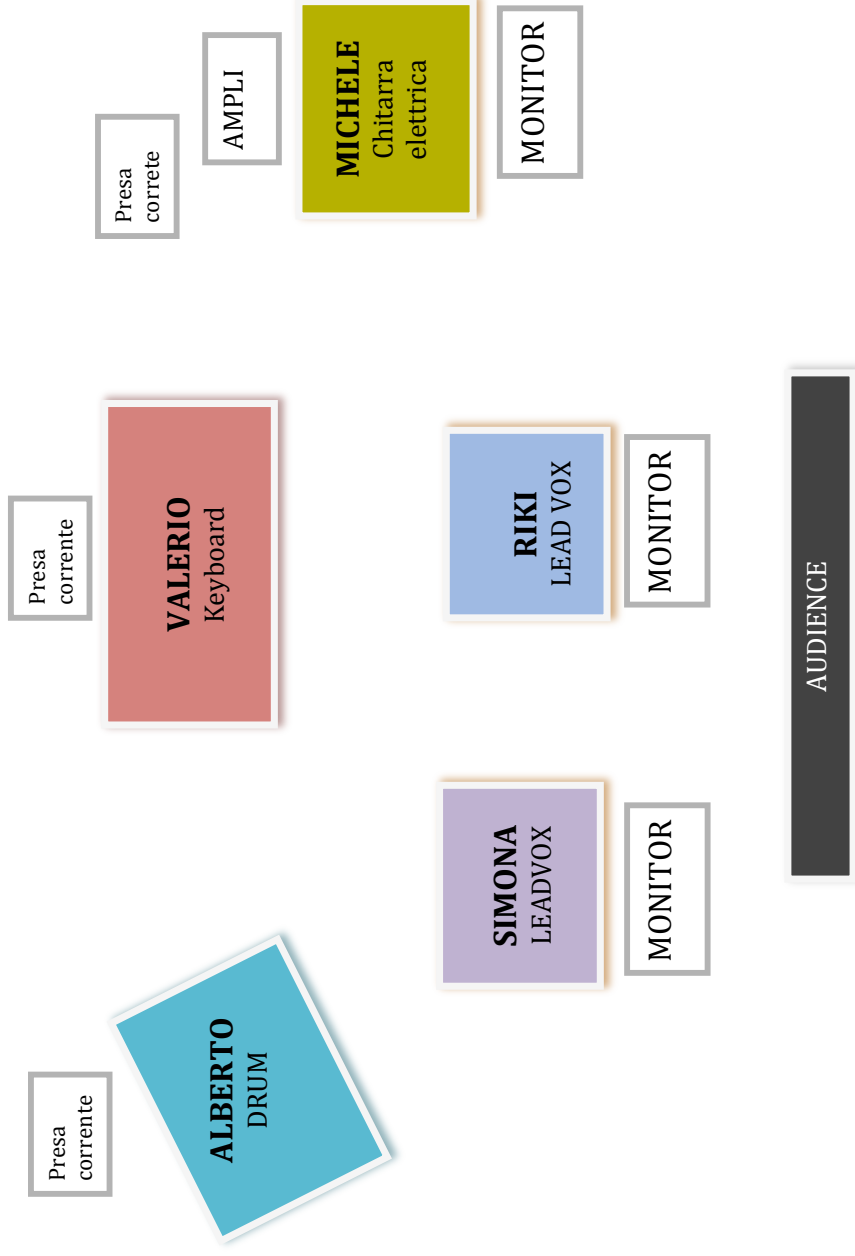 Presa
corrente
Presa
corrente
Presa
correte
AMPLI
ALBERTO
DRUM
VALERIO
Keyboard
MICHELE
Chitarra
elettrica
MONITOR
SIMONA
LEADVOX
RIKI
LEAD VOX
MONITOR
MONITOR
AUDIENCE